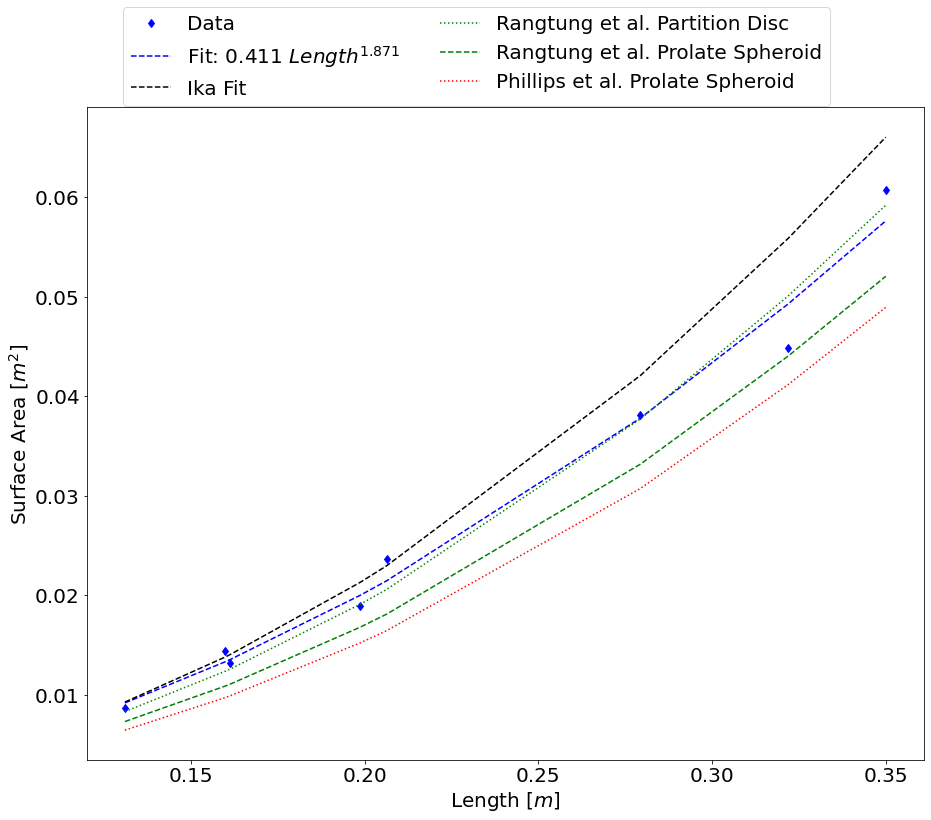 Data
Fit: 0.411 Length^1.871
Ika Fit
Rangtung et al. Partition Disc
Rangtung et al. Prolate Spheroid
Phillips et al. Prolate Spheroid
0.06
0.05
0.04
0.03
0.02
0.01
Surface Area [m²]
0.15 0.20 0.25 0.30 0.35
Length [m]